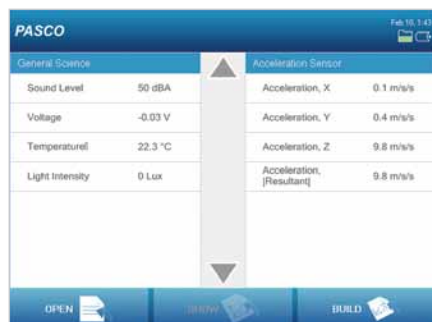 PASCO
Feb 10, 1:43
General Science
Sound Level 50 dBA
Voltage -0.03 V
Temperature 22.3 °C
Light Intensity 0 Lux
Acceleration Sensor
Acceleration, X 0.1 m/s/s
Acceleration, Y 0.4 m/s/s
Acceleration, Z 9.8 m/s/s
Acceleration,
|Resultant| 9.8 m/s/s
OPEN
SHOW
BUILD